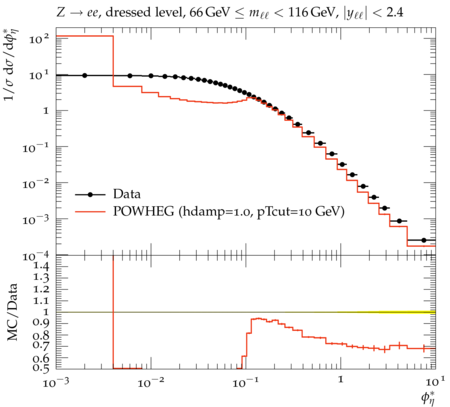 Z → ee, dressed level, 66 GeV ≤ m_ℓℓ < 116 GeV, |y_ℓℓ| < 2.4
1/σ dσ/dϕ*_η
10^2
10^1
1
10^−1
10^−2
10^−3
10^−4
Data
POWHEG (hdamp=1.0, pTcut=10 GeV)
MC/Data
1.4
1.3
1.2
1.1
1
0.9
0.8
0.7
0.6
0.5
10^−3 10^−2 10^−1 1 10^1
ϕ*_η